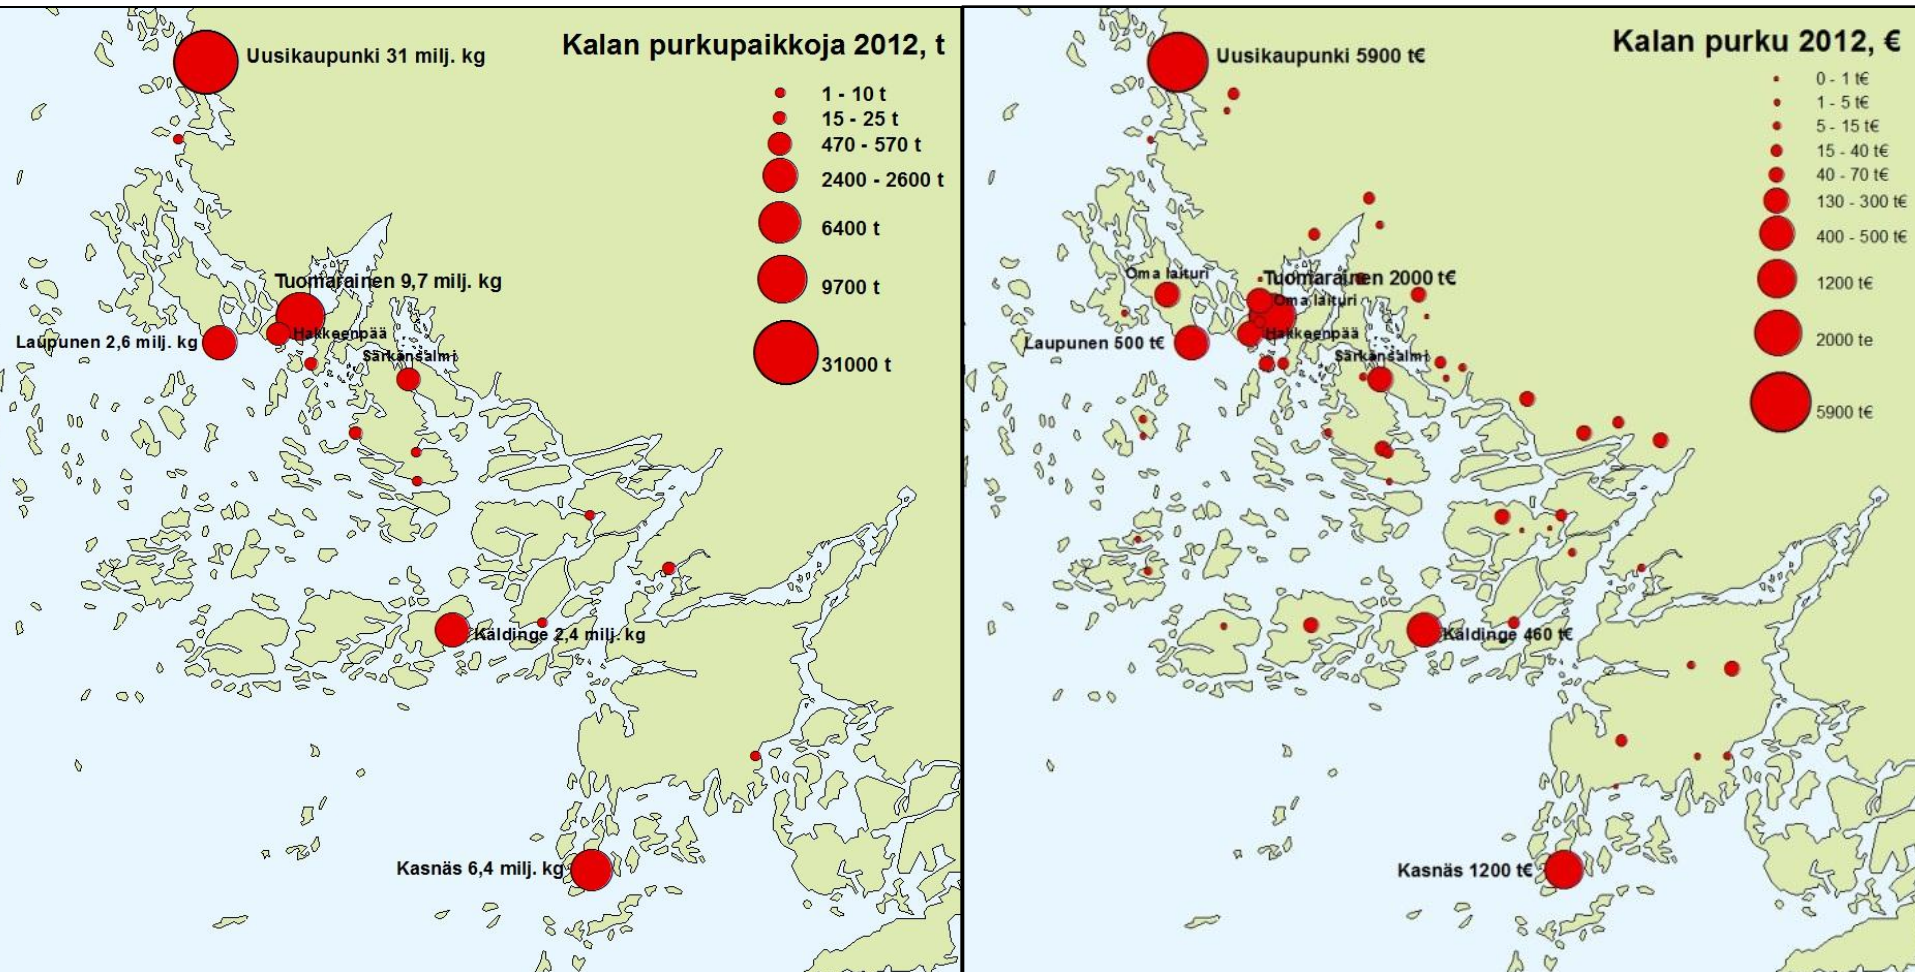 Kalan purkupaikkoja 2012, t
Uusikaupunki 31 milj. kg
1 - 10 t
15 - 25 t
470 - 570 t
2400 - 2600 t
6400 t
9700 t
31000 t
Tuomarainen 9,7 milj. kg
Hakkeenpää
Laupunen 2,6 milj. kg
Särkänsalmi
Käldinge 2,4 milj. kg
Kasnäs 6,4 milj. kg
Kalan purku 2012, €
Uusikaupunki 5900 t€
0 - 1 t€
1 - 5 t€
5 - 15 t€
15 - 40 t€
40 - 70 t€
130 - 300 t€
400 - 500 t€
1200 t€
2000 te
5900 t€
Oma laituri
Tuomarainen 2000 t€
Oma laituri
Hakkeenpää
Laupunen 500 t€
Särkänsalmi
Käldinge 460 t€
Kasnäs 1200 t€